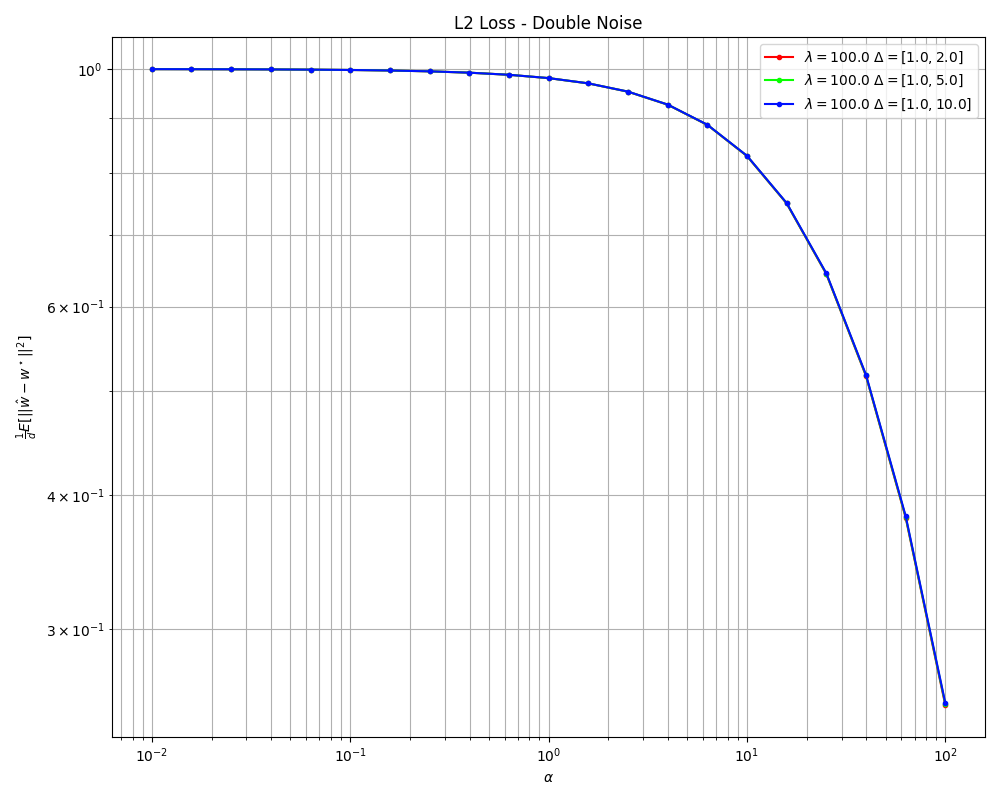 L2 Loss - Double Noise
λ = 100.0 Δ = [1.0, 2.0]
λ = 100.0 Δ = [1.0, 5.0]
λ = 100.0 Δ = [1.0, 10.0]
10⁰
6 × 10⁻¹
4 × 10⁻¹
3 × 10⁻¹
1/d E[||ŵ − w⋆||²]
10⁻² 10⁻¹ 10⁰ 10¹ 10²
α